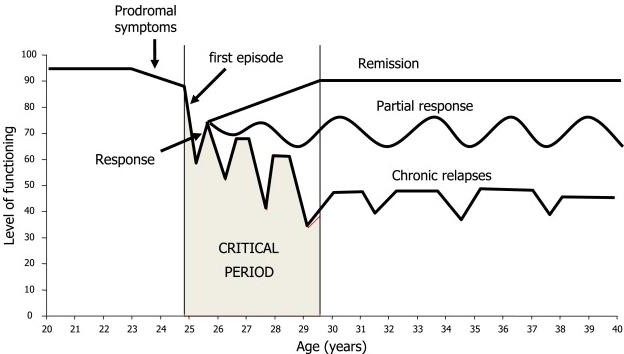 Prodromal
symptoms
first episode
Remission
Partial response
Response
Chronic relapses
CRITICAL
PERIOD
Level of functioning
100
90
80
70
60
50
40
30
20
10
0
20 21 22 23 24 25 26 27 28 29 30 32 33 34 35 36 37 38 39 40
Age (years)